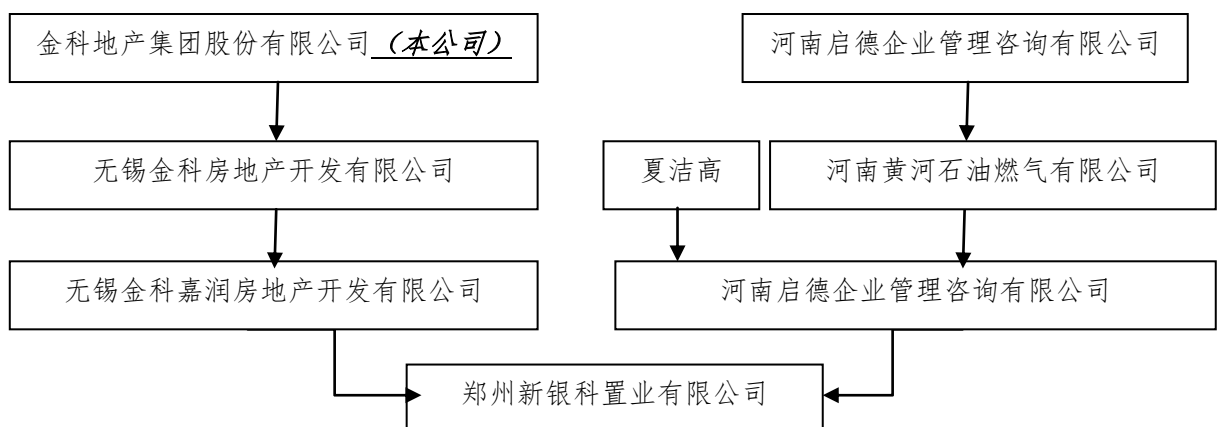 金科地产集团股份有限公司（本公司）
河南启德企业管理咨询有限公司
无锡金科房地产开发有限公司
夏洁高
河南黄河石油燃气有限公司
无锡金科嘉润房地产开发有限公司
河南启德企业管理咨询有限公司
郑州新银科置业有限公司